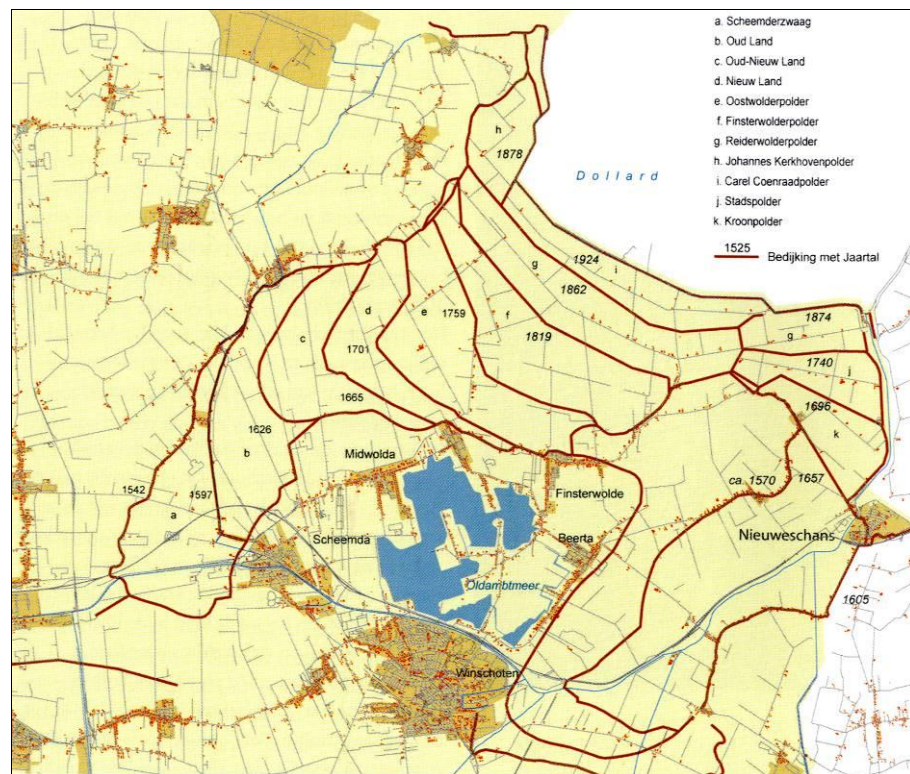 a. Scheemderzwaag
b. Oud Land
c. Oud-Nieuw Land
d. Nieuw Land
e. Oostwolderpolder
f. Finsterwolderpolder
g. Reiderwolderpolder
h. Johannes Kerkhovenpolder
i. Carel Coenraadpolder
j. Stadspolder
k. Kroonpolder
1525
Bedijking met Jaartal
h
1878
Dollard
g
1924
i
1862
1874
g
d
e
1759
f
1819
c
1701
1740
j
1665
1696
k
1626
b
Midwolda
1542
1597
a
ca. 1570
1657
Finsterwolde
Scheemda
Beerta
Nieuweschans
Oldambtmeer
1605
Winschoten